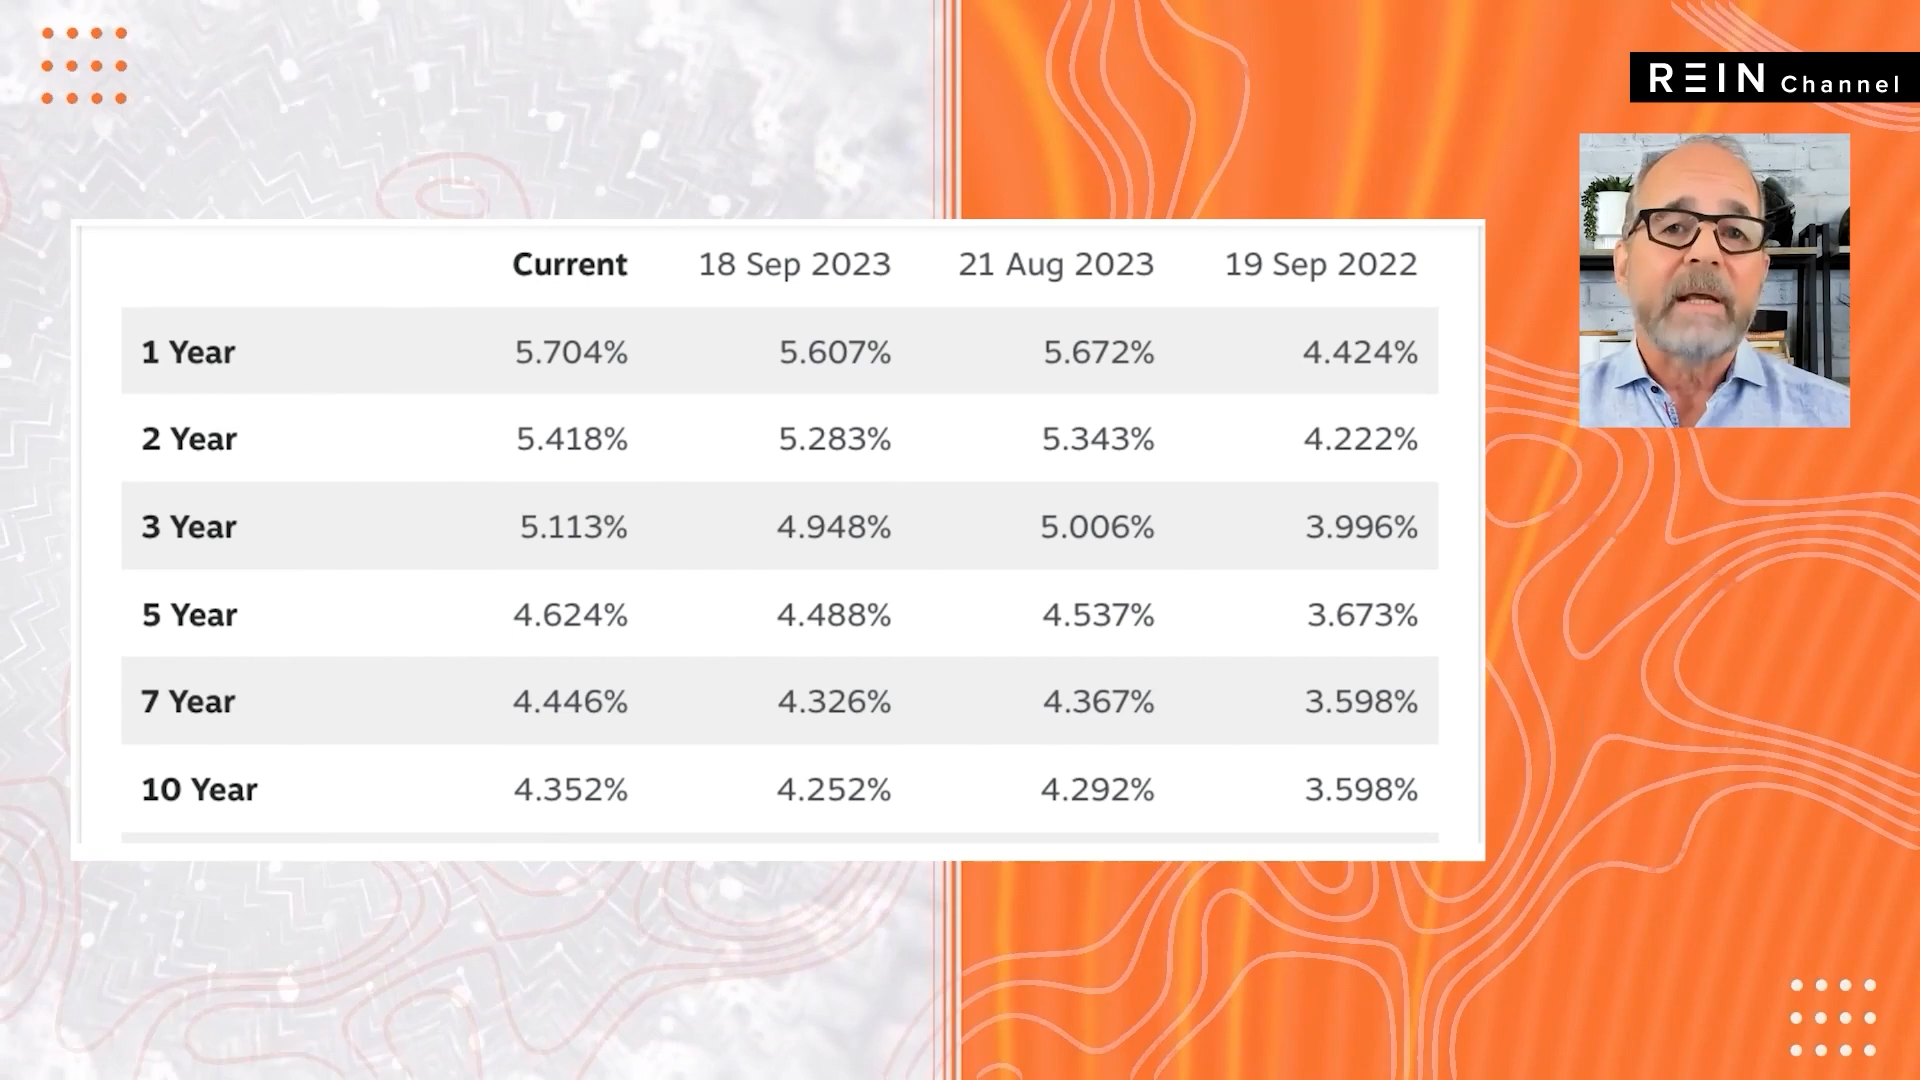 REIN Channel
Current 18 Sep 2023 21 Aug 2023 19 Sep 2022
1 Year 5.704% 5.607% 5.672% 4.424%
2 Year 5.418% 5.283% 5.343% 4.222%
3 Year 5.113% 4.948% 5.006% 3.996%
5 Year 4.624% 4.488% 4.537% 3.673%
7 Year 4.446% 4.326% 4.367% 3.598%
10 Year 4.352% 4.252% 4.292% 3.598%